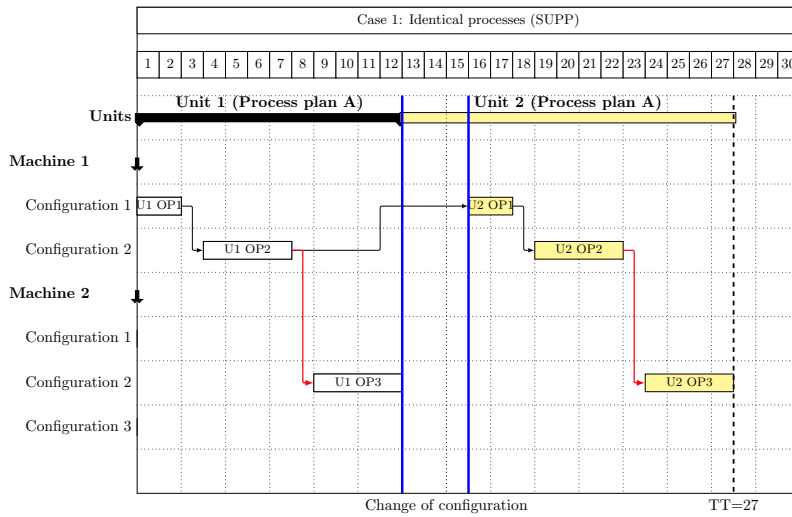 Case 1: Identical processes (SUPP)
1 2 3 4 5 6 7 8 9 10 11 12 13 14 15 16 17 18 19 20 21 22 23 24 25 26 27 28 29 30
Unit 1 (Process plan A) Unit 2 (Process plan A)
Units
Machine 1
Configuration 1 U1 OP1 U2 OP1
Configuration 2 U1 OP2 U2 OP2
Machine 2
Configuration 1
Configuration 2 U1 OP3 U2 OP3
Configuration 3
Change of configuration TT=27